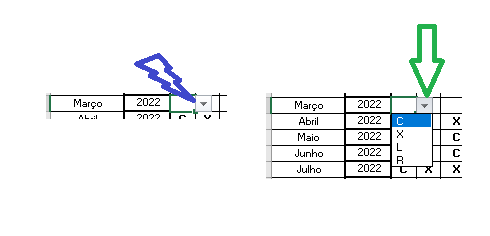 Março 2022
Abril 2022 C X
Março 2022
Abril 2022 C X
Maio 2022 X C
Junho 2022 L C
Julho 2022 R C X X